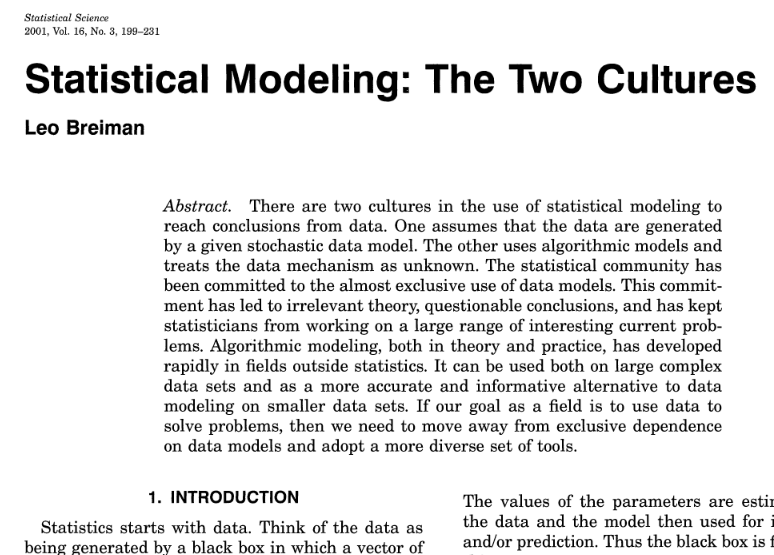 Statistical Science
2001, Vol. 16, No. 3, 199–231
Statistical Modeling: The Two Cultures
Leo Breiman
Abstract. There are two cultures in the use of statistical modeling to
reach conclusions from data. One assumes that the data are generated
by a given stochastic data model. The other uses algorithmic models and
treats the data mechanism as unknown. The statistical community has
been committed to the almost exclusive use of data models. This commit-
ment has led to irrelevant theory, questionable conclusions, and has kept
statisticians from working on a large range of interesting current prob-
lems. Algorithmic modeling, both in theory and practice, has developed
rapidly in fields outside statistics. It can be used both on large complex
data sets and as a more accurate and informative alternative to data
modeling on smaller data sets. If our goal as a field is to use data to
solve problems, then we need to move away from exclusive dependence
on data models and adopt a more diverse set of tools.
1. INTRODUCTION
Statistics starts with data. Think of the data as
being generated by a black box in which a vector of
The values of the parameters are
the data and the model then used for
and/or prediction. Thus the black box is